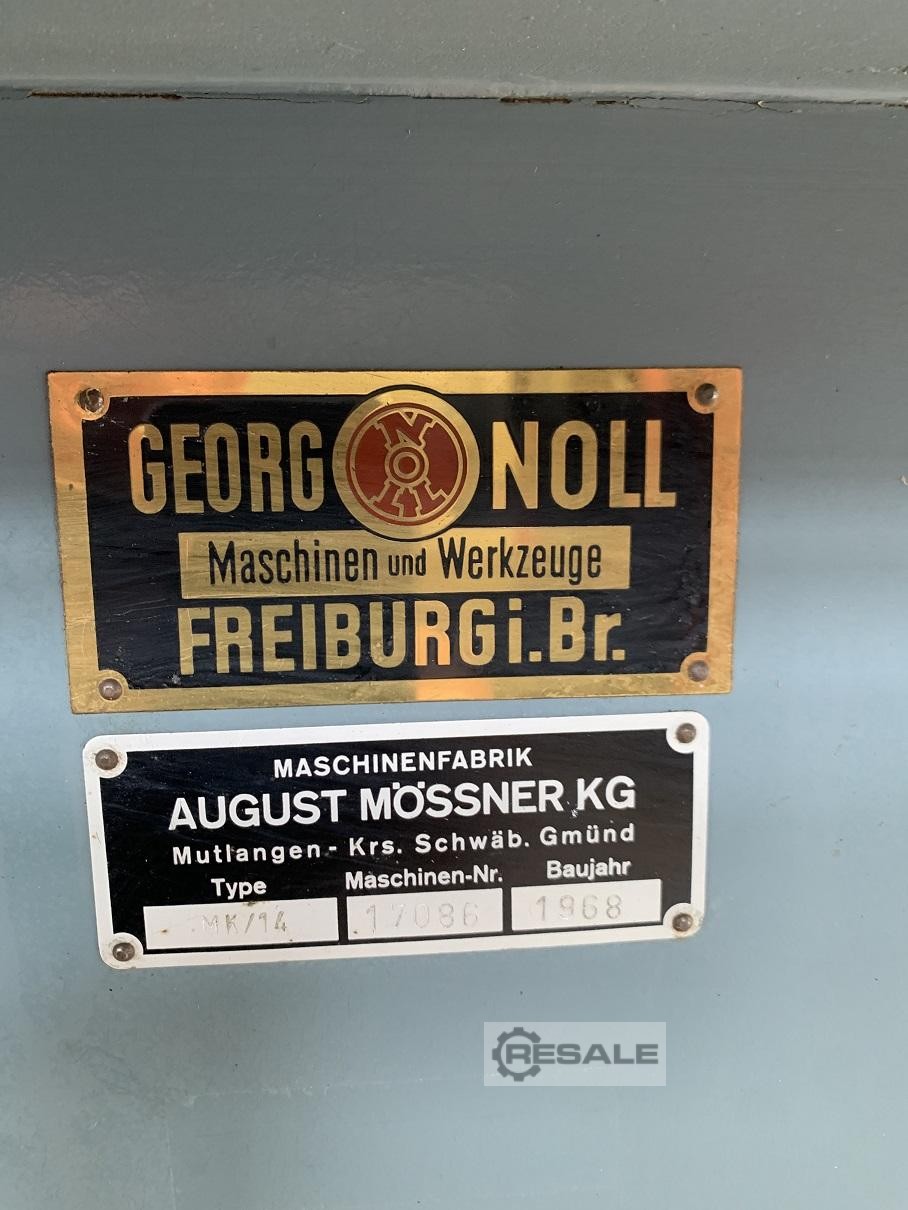 GEORG NOLL
Maschinen und Werkzeuge
FREIBURG i. Br.
MASCHINENFABRIK
AUGUST MÖSSNER KG
Mutlangen - Krs. Schwäb. Gmünd
Type Maschinen-Nr. Baujahr
MK/14 17086 1968
RESALE